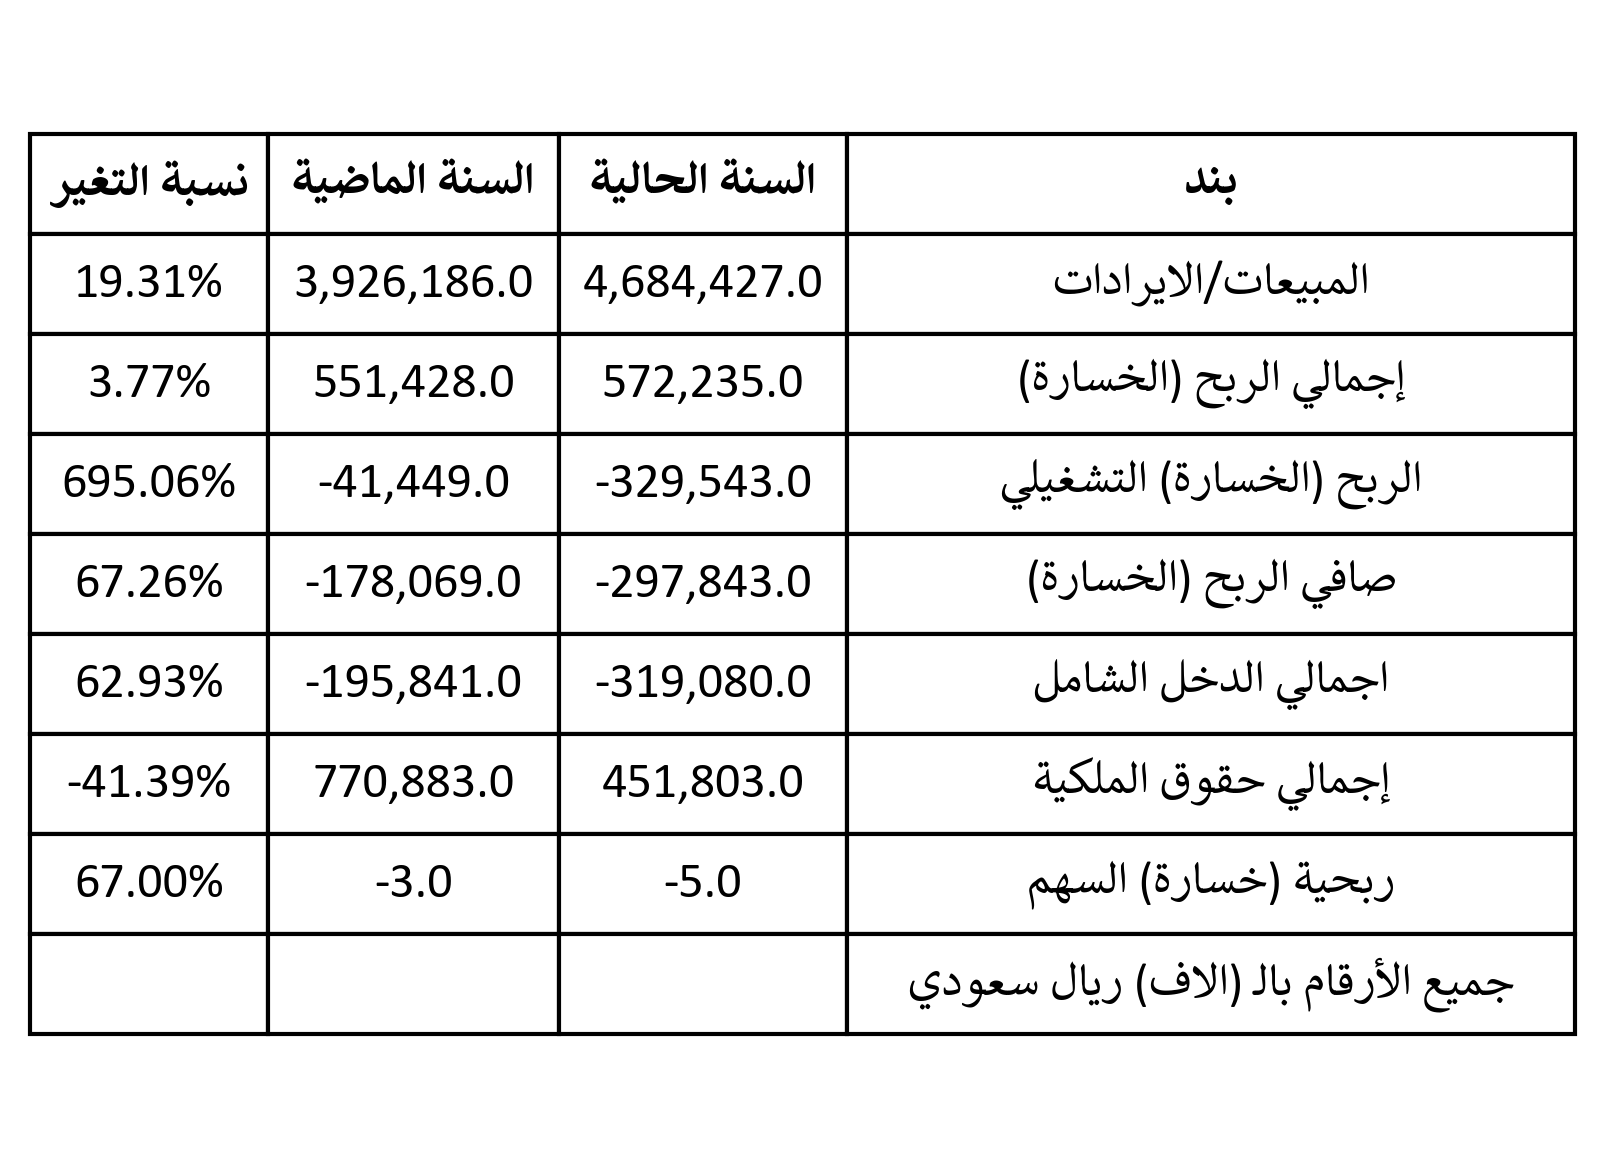 بند السنة الحالية السنة الماضية نسبة التغير
المبيعات/الايرادات 4,684,427.0 3,926,186.0 19.31%
إجمالي الربح (الخسارة) 572,235.0 551,428.0 3.77%
الربح (الخسارة) التشغيلي -329,543.0 -41,449.0 695.06%
صافي الربح (الخسارة) -297,843.0 -178,069.0 67.26%
اجمالي الدخل الشامل -319,080.0 -195,841.0 62.93%
إجمالي حقوق الملكية 451,803.0 770,883.0 -41.39%
ربحية (خسارة) السهم -5.0 -3.0 67.00%
جميع الأرقام بالـ (الاف) ريال سعودي